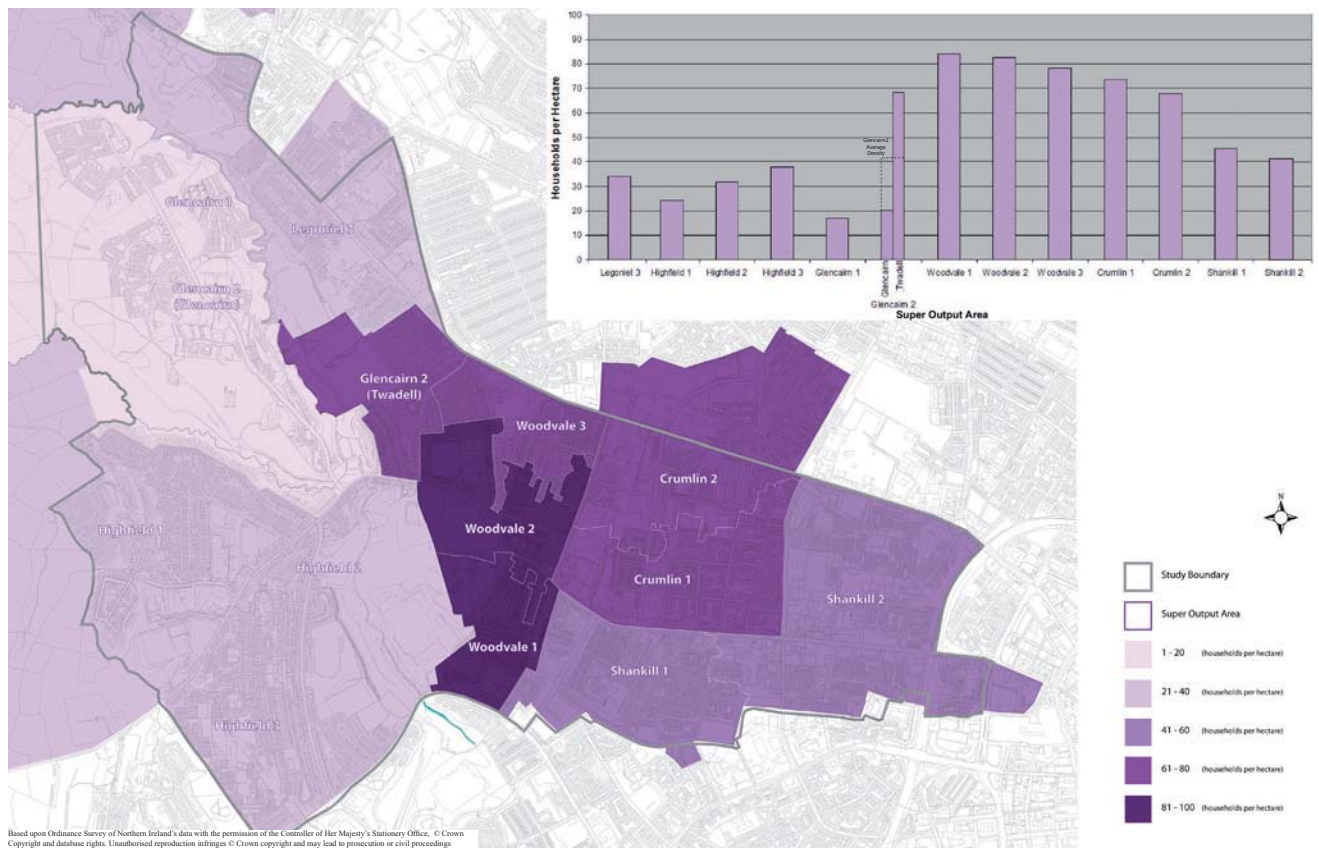 100
90
80
70
60
50
40
30
20
10
0
Households per Hectare
Glencairn2
Average
Density
Legoniel 3
Highfield 1
Highfield 2
Highfield 3
Glencairn 1
Glencairn
Twadell
Glencairn 2
Woodvale 1
Woodvale 2
Woodvale 3
Crumlin 1
Crumlin 2
Shankill 1
Shankill 2
Super Output Area
Glencairn 1
Legoniel 3
Glencairn 2
(Glencairn)
Glencairn 2
(Twadell)
Woodvale 3
Crumlin 2
Woodvale 2
Highfield 1
Highfield 2
Crumlin 1
Shankill 2
Woodvale 1
Shankill 1
N
Study Boundary
Super Output Area
1 - 20 (households per hectare)
21 - 40 (households per hectare)
41 - 60 (households per hectare)
61 - 80 (households per hectare)
81 - 100 (households per hectare)
Based upon Ordinance Survey of Northern Ireland's data with the permission of the Controller of Her Majesty's Stationery Office, © Crown
Copyright and database rights. Unauthorised reproduction infringes © Crown copyright and may lead to prosecution or civil proceedings